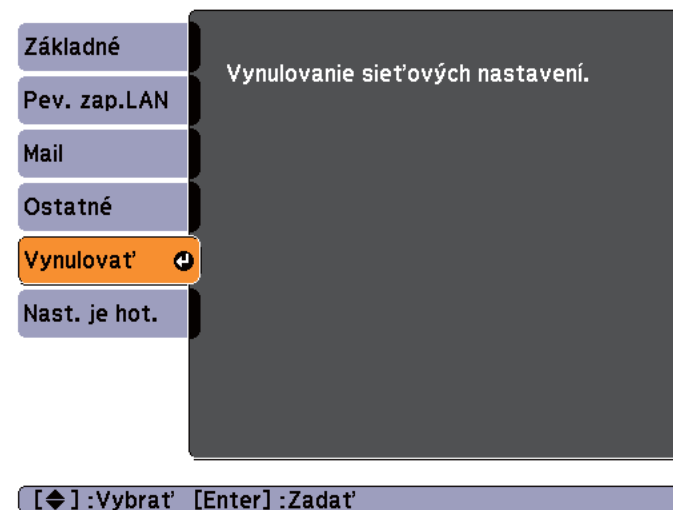 Základné
Pev. zap.LAN
Mail
Ostatné
Vynulovať
Nast. je hot.
Vynulovanie sieťových nastavení.
[◆]:Vybrať [Enter]:Zadať